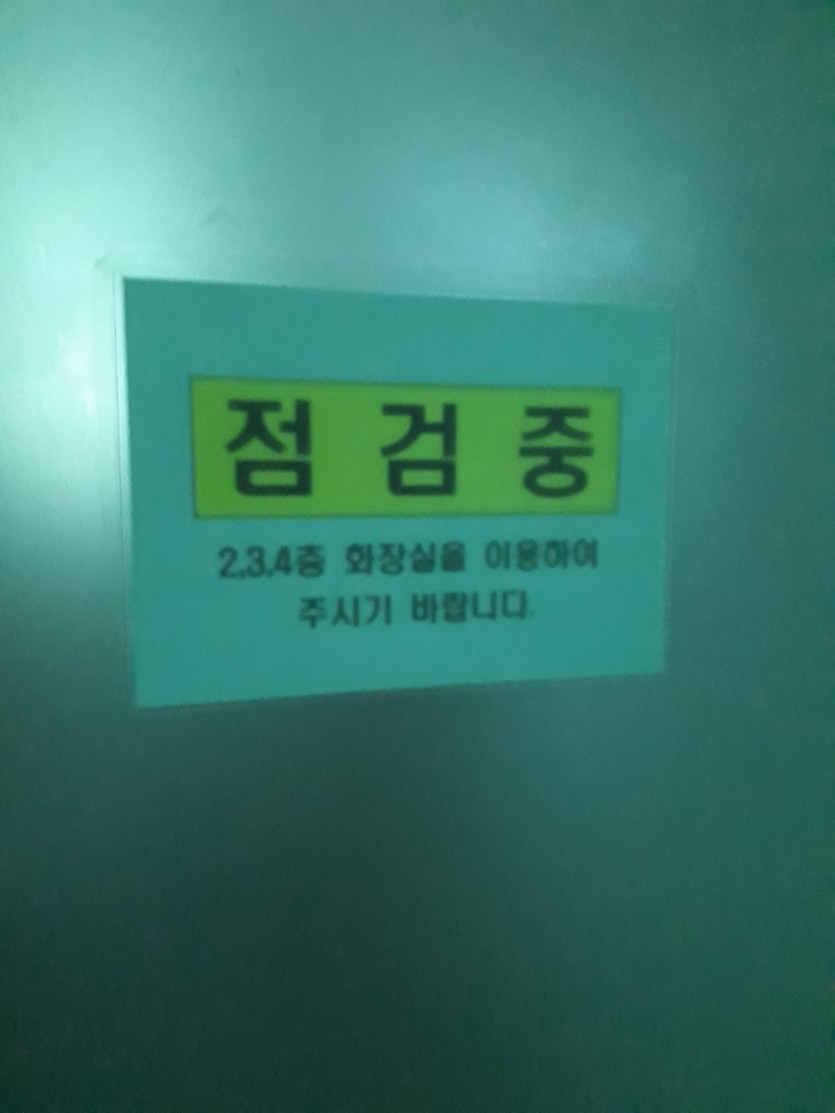 점 검 중
2,3,4층 화장실을 이용하여
주시기 바랍니다.